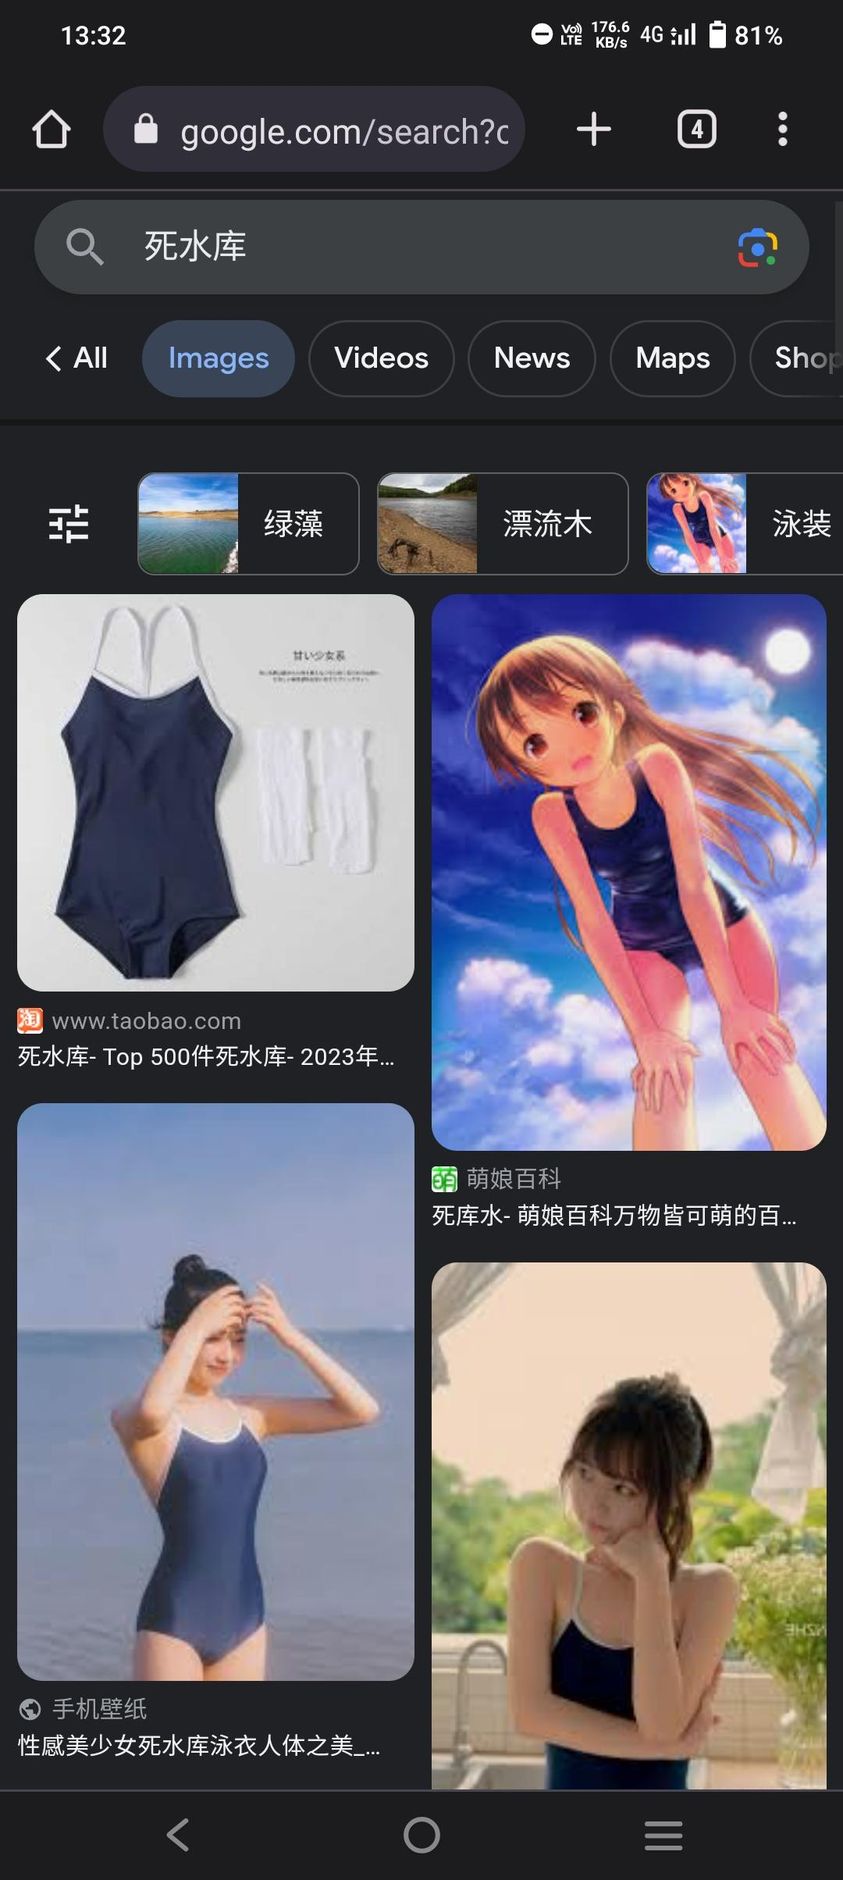 13:32
Vo) LTE 176.6 KB/s 4G 81%
google.com/search?c
4
死水库
All Images Videos News Maps Shop
绿藻 漂流木 泳装
甘い少女系
淘 www.taobao.com
死水库- Top 500件死水库- 2023年...
萌 萌娘百科
死库水- 萌娘百科万物皆可萌的百...
手机壁纸
性感美少女死水库泳衣人体之美_...